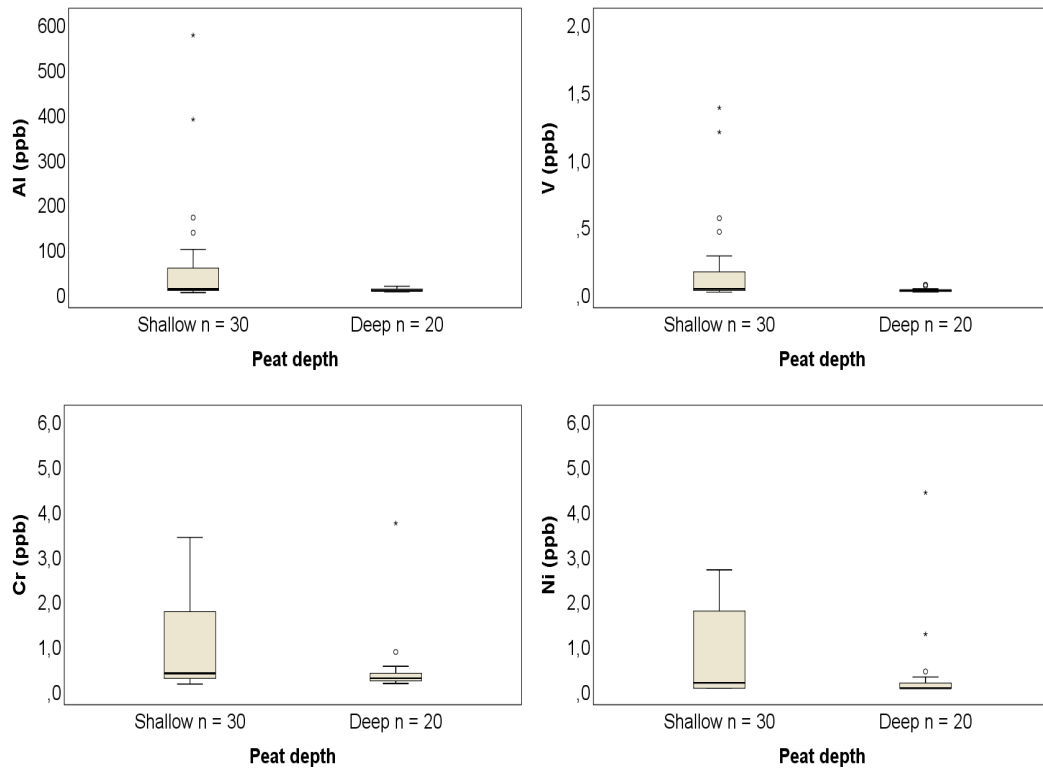 600
500
400
300
200
100
0
Al (ppb)
Shallow n = 30
Deep n = 20
Peat depth
2,0
1,5
1,0
,5
,0
V (ppb)
Shallow n = 30
Deep n = 20
Peat depth
6,0
5,0
4,0
3,0
2,0
1,0
,0
Cr (ppb)
Shallow n = 30
Deep n = 20
Peat depth
6,0
5,0
4,0
3,0
2,0
1,0
,0
Ni (ppb)
Shallow n = 30
Deep n = 20
Peat depth